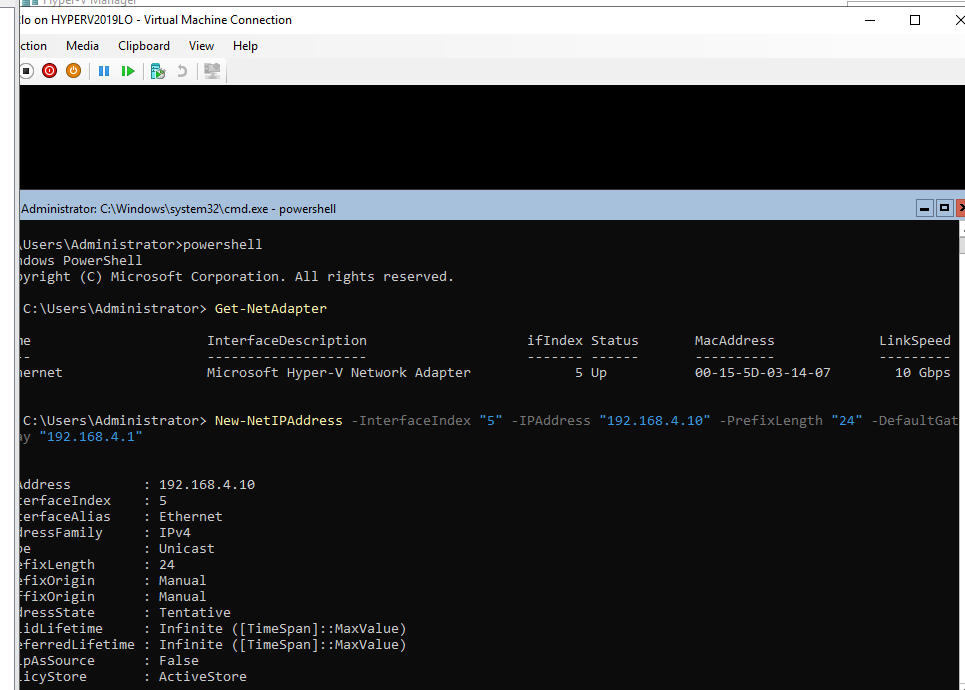 Hyper-V Manager
lo on HYPERV2019LO - Virtual Machine Connection
ction Media Clipboard View Help
Administrator: C:\Windows\system32\cmd.exe - powershell
\Users\Administrator>powershell
ndows PowerShell
pyright (C) Microsoft Corporation. All rights reserved.
C:\Users\Administrator> Get-NetAdapter
me InterfaceDescription ifIndex Status MacAddress LinkSpeed
-- -------------------- ------- ------ ---------- ---------
hernet Microsoft Hyper-V Network Adapter 5 Up 00-15-5D-03-14-07 10 Gbps
C:\Users\Administrator> New-NetIPAddress -InterfaceIndex "5" -IPAddress "192.168.4.10" -PrefixLength "24" -DefaultGat
ay "192.168.4.1"
Address : 192.168.4.10
terfaceIndex : 5
terfaceAlias : Ethernet
dressFamily : IPv4
pe : Unicast
efixLength : 24
efixOrigin : Manual
ffixOrigin : Manual
dressState : Tentative
lidLifetime : Infinite ([TimeSpan]::MaxValue)
eferredLifetime : Infinite ([TimeSpan]::MaxValue)
ipAsSource : False
licyStore : ActiveStore